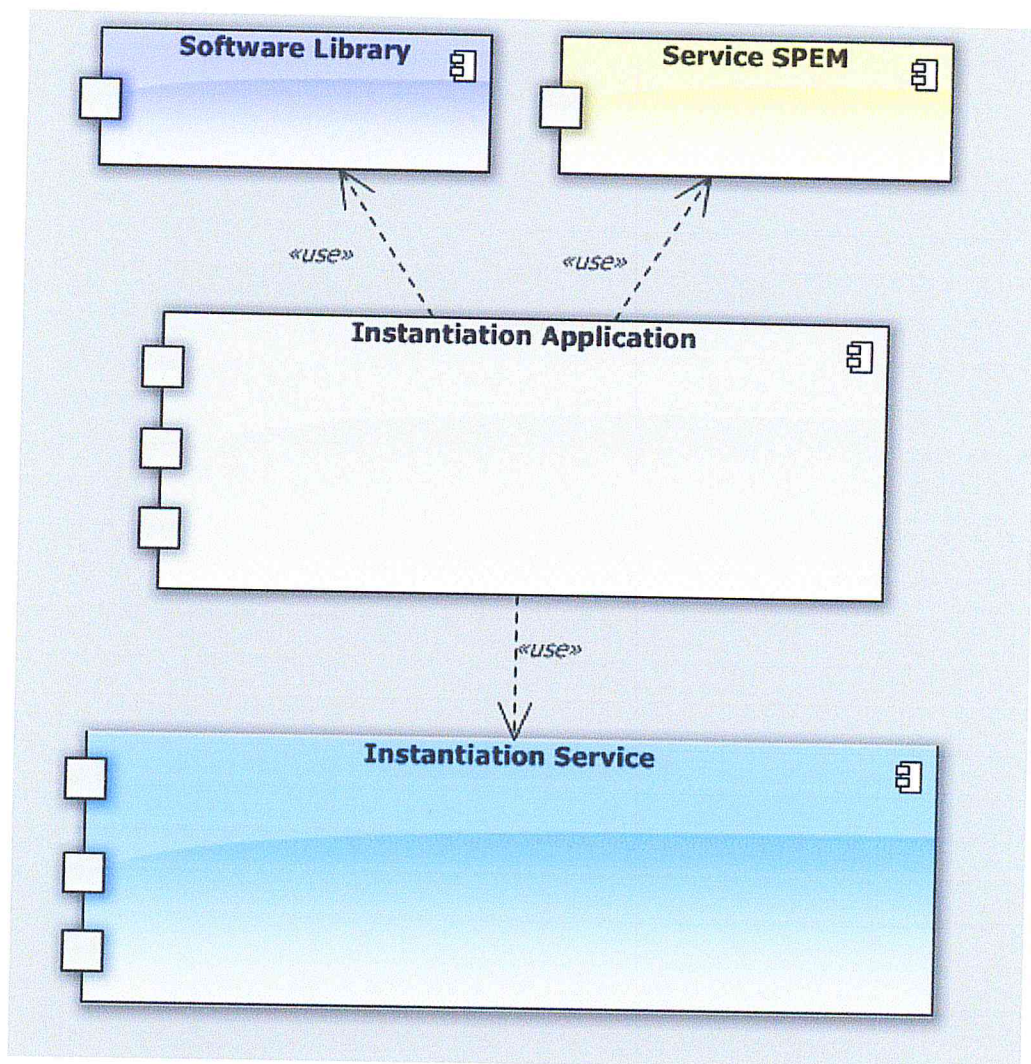 Software Library
Service SPEM
«use»
«use»
Instantiation Application
«use»
Instantiation Service